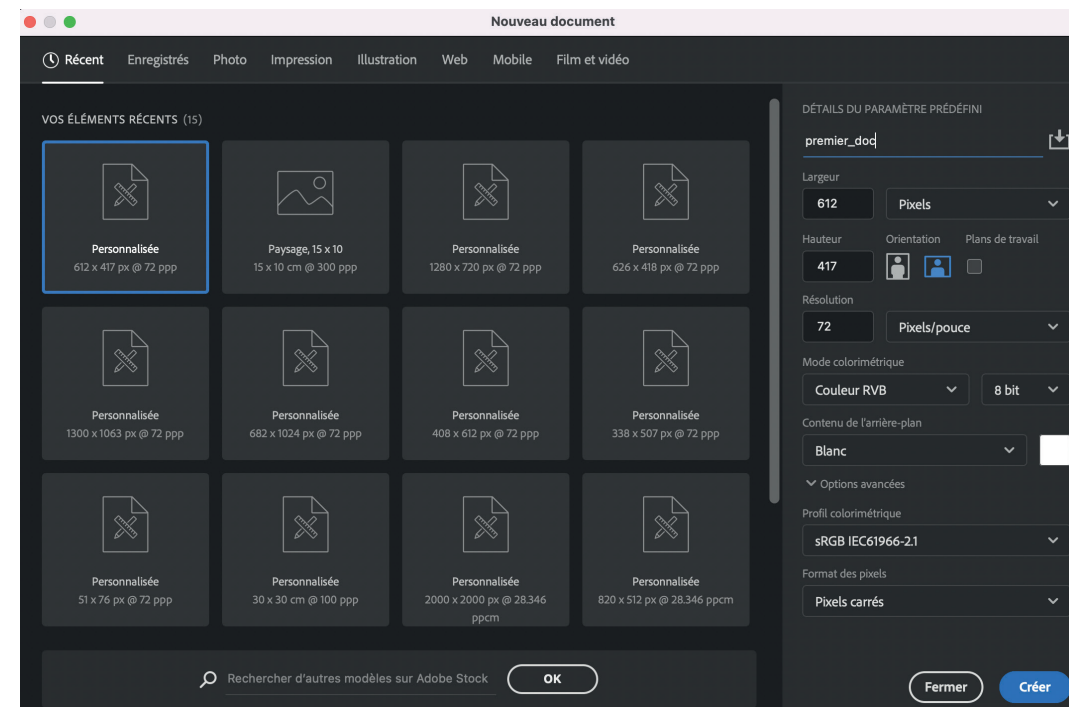 Nouveau document
Récent Enregistrés Photo Impression Illustration Web Mobile Film et vidéo
VOS ÉLÉMENTS RÉCENTS (15)
Personnalisée
612 x 417 px @ 72 ppp
Paysage, 15 x 10
15 x 10 cm @ 300 ppp
Personnalisée
1280 x 720 px @ 72 ppp
Personnalisée
626 x 418 px @ 72 ppp
Personnalisée
1300 x 1063 px @ 72 ppp
Personnalisée
682 x 1024 px @ 72 ppp
Personnalisée
408 x 612 px @ 72 ppp
Personnalisée
338 x 507 px @ 72 ppp
Personnalisée
51 x 76 px @ 72 ppp
Personnalisée
30 x 30 cm @ 100 ppp
Personnalisée
2000 x 2000 px @ 28.346
ppcm
Personnalisée
820 x 512 px @ 28.346 ppcm
Rechercher d'autres modèles sur Adobe Stock OK
DÉTAILS DU PARAMÈTRE PRÉDÉFINI
premier_doc
Largeur
612 Pixels
Hauteur Orientation Plans de travail
417
Résolution
72 Pixels/pouce
Mode colorimétrique
Couleur RVB 8 bit
Contenu de l'arrière-plan
Blanc
Options avancées
Profil colorimétrique
sRGB IEC61966-2.1
Format des pixels
Pixels carrés
Fermer Créer